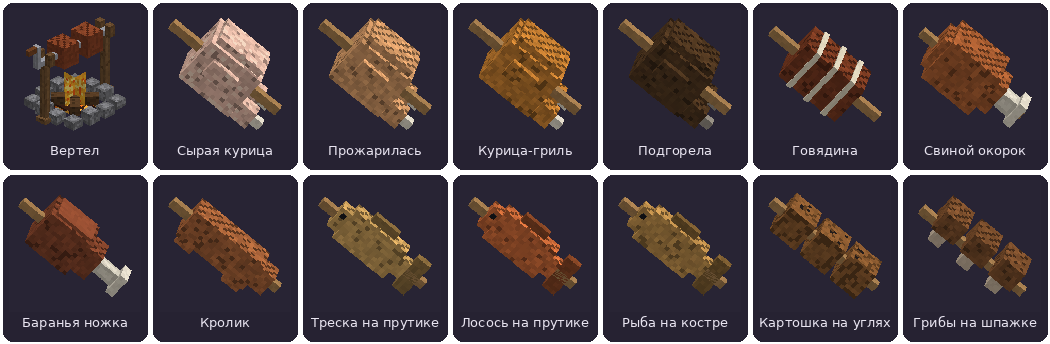 Вертел
Сырая курица
Прожарилась
Курица-гриль
Подгорела
Говядина
Свиной окорок
Баранья ножка
Кролик
Треска на прутике
Лосось на прутике
Рыба на костре
Картошка на углях
Грибы на шпажке